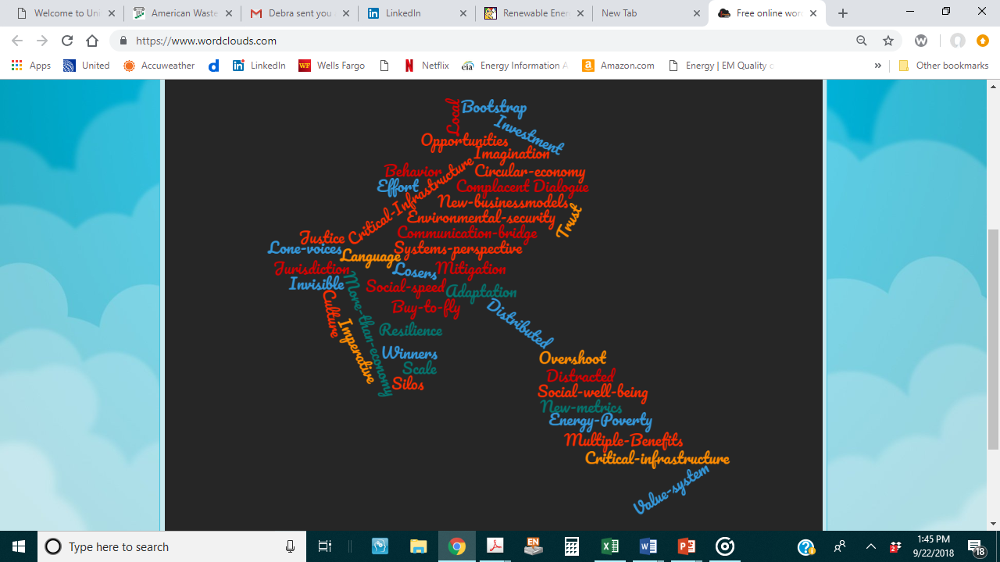 Welcome to Uni
American Waste
Debra sent you
LinkedIn
Renewable Ener
New Tab
Free online wor
https://www.wordclouds.com
Apps
United
Accuweather
LinkedIn
Wells Fargo
Netflix
Energy Information A
Amazon.com
Energy | EM Quality c
» Other bookmarks
Local
Bootstrap
Investment
Opportunities
Imagination
Behavior
Circular-economy
Effort
Critical-Infrastructure
Complacent Dialogue
New-businessmodels
Environmental-security
Trust
Communication-bridge
Justice
Lone-voices
Systems-perspective
Language
Jurisdiction
Losers
Mitigation
Invisible
Social-speed
Adaptation
More-than-economy
Culture
Buy-to-fly
Distributed
Imperative
Resilience
Winners
Scale
Silos
Overshoot
Distracted
Social-well-being
New-metrics
Energy-Poverty
Multiple-Benefits
Critical-infrastructure
Value-system
Type here to search
EN
1:45 PM
9/22/2018
18